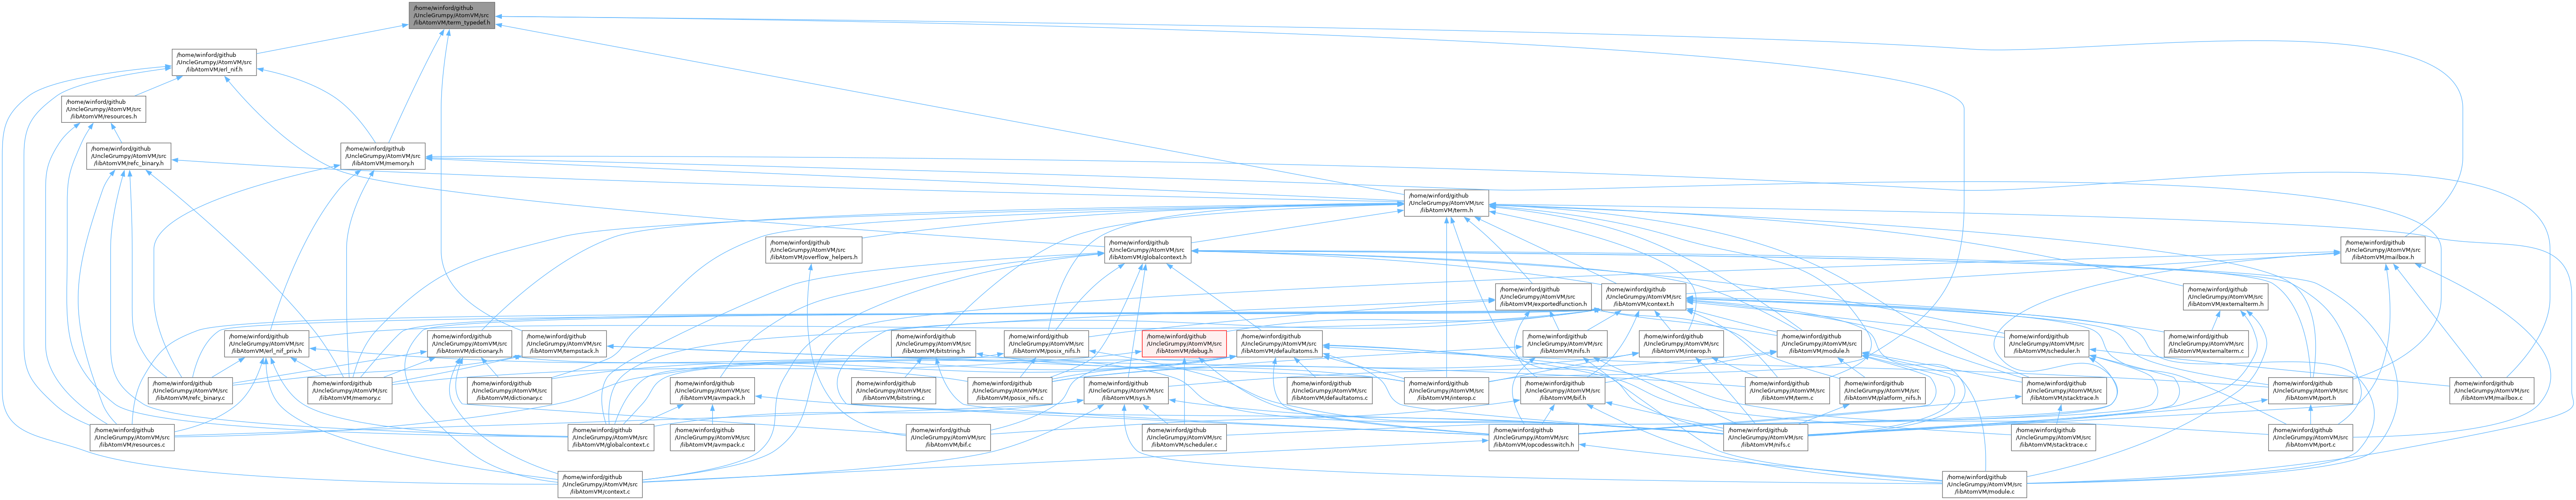 /home/winford/github
/UncleGrumpy/AtomVM/src
/libAtomVM/term_typedef.h
/home/winford/github
/UncleGrumpy/AtomVM/src
/libAtomVM/erl_nif.h
/home/winford/github
/UncleGrumpy/AtomVM/src
/libAtomVM/resources.h
/home/winford/github
/UncleGrumpy/AtomVM/src
/libAtomVM/refc_binary.h
/home/winford/github
/UncleGrumpy/AtomVM/src
/libAtomVM/memory.h
/home/winford/github
/UncleGrumpy/AtomVM/src
/libAtomVM/term.h
/home/winford/github
/UncleGrumpy/AtomVM/src
/libAtomVM/overflow_helpers.h
/home/winford/github
/UncleGrumpy/AtomVM/src
/libAtomVM/globalcontext.h
/home/winford/github
/UncleGrumpy/AtomVM/src
/libAtomVM/mailbox.h
/home/winford/github
/UncleGrumpy/AtomVM/src
/libAtomVM/exportedfunction.h
/home/winford/github
/UncleGrumpy/AtomVM/src
/libAtomVM/context.h
/home/winford/github
/UncleGrumpy/AtomVM/src
/libAtomVM/externalterm.h
/home/winford/github
/UncleGrumpy/AtomVM/src
/libAtomVM/erl_nif_priv.h
/home/winford/github
/UncleGrumpy/AtomVM/src
/libAtomVM/dictionary.h
/home/winford/github
/UncleGrumpy/AtomVM/src
/libAtomVM/tempstack.h
/home/winford/github
/UncleGrumpy/AtomVM/src
/libAtomVM/bitstring.h
/home/winford/github
/UncleGrumpy/AtomVM/src
/libAtomVM/posix_nifs.h
/home/winford/github
/UncleGrumpy/AtomVM/src
/libAtomVM/debug.h
/home/winford/github
/UncleGrumpy/AtomVM/src
/libAtomVM/defaultatoms.h
/home/winford/github
/UncleGrumpy/AtomVM/src
/libAtomVM/nifs.h
/home/winford/github
/UncleGrumpy/AtomVM/src
/libAtomVM/interop.h
/home/winford/github
/UncleGrumpy/AtomVM/src
/libAtomVM/module.h
/home/winford/github
/UncleGrumpy/AtomVM/src
/libAtomVM/scheduler.h
/home/winford/github
/UncleGrumpy/AtomVM/src
/libAtomVM/externalterm.c
/home/winford/github
/UncleGrumpy/AtomVM/src
/libAtomVM/refc_binary.c
/home/winford/github
/UncleGrumpy/AtomVM/src
/libAtomVM/memory.c
/home/winford/github
/UncleGrumpy/AtomVM/src
/libAtomVM/dictionary.c
/home/winford/github
/UncleGrumpy/AtomVM/src
/libAtomVM/avmpack.h
/home/winford/github
/UncleGrumpy/AtomVM/src
/libAtomVM/bitstring.c
/home/winford/github
/UncleGrumpy/AtomVM/src
/libAtomVM/posix_nifs.c
/home/winford/github
/UncleGrumpy/AtomVM/src
/libAtomVM/sys.h
/home/winford/github
/UncleGrumpy/AtomVM/src
/libAtomVM/defaultatoms.c
/home/winford/github
/UncleGrumpy/AtomVM/src
/libAtomVM/interop.c
/home/winford/github
/UncleGrumpy/AtomVM/src
/libAtomVM/bif.h
/home/winford/github
/UncleGrumpy/AtomVM/src
/libAtomVM/term.c
/home/winford/github
/UncleGrumpy/AtomVM/src
/libAtomVM/platform_nifs.h
/home/winford/github
/UncleGrumpy/AtomVM/src
/libAtomVM/stacktrace.h
/home/winford/github
/UncleGrumpy/AtomVM/src
/libAtomVM/port.h
/home/winford/github
/UncleGrumpy/AtomVM/src
/libAtomVM/mailbox.c
/home/winford/github
/UncleGrumpy/AtomVM/src
/libAtomVM/resources.c
/home/winford/github
/UncleGrumpy/AtomVM/src
/libAtomVM/globalcontext.c
/home/winford/github
/UncleGrumpy/AtomVM/src
/libAtomVM/avmpack.c
/home/winford/github
/UncleGrumpy/AtomVM/src
/libAtomVM/bif.c
/home/winford/github
/UncleGrumpy/AtomVM/src
/libAtomVM/scheduler.c
/home/winford/github
/UncleGrumpy/AtomVM/src
/libAtomVM/opcodesswitch.h
/home/winford/github
/UncleGrumpy/AtomVM/src
/libAtomVM/nifs.c
/home/winford/github
/UncleGrumpy/AtomVM/src
/libAtomVM/stacktrace.c
/home/winford/github
/UncleGrumpy/AtomVM/src
/libAtomVM/port.c
/home/winford/github
/UncleGrumpy/AtomVM/src
/libAtomVM/context.c
/home/winford/github
/UncleGrumpy/AtomVM/src
/libAtomVM/module.c